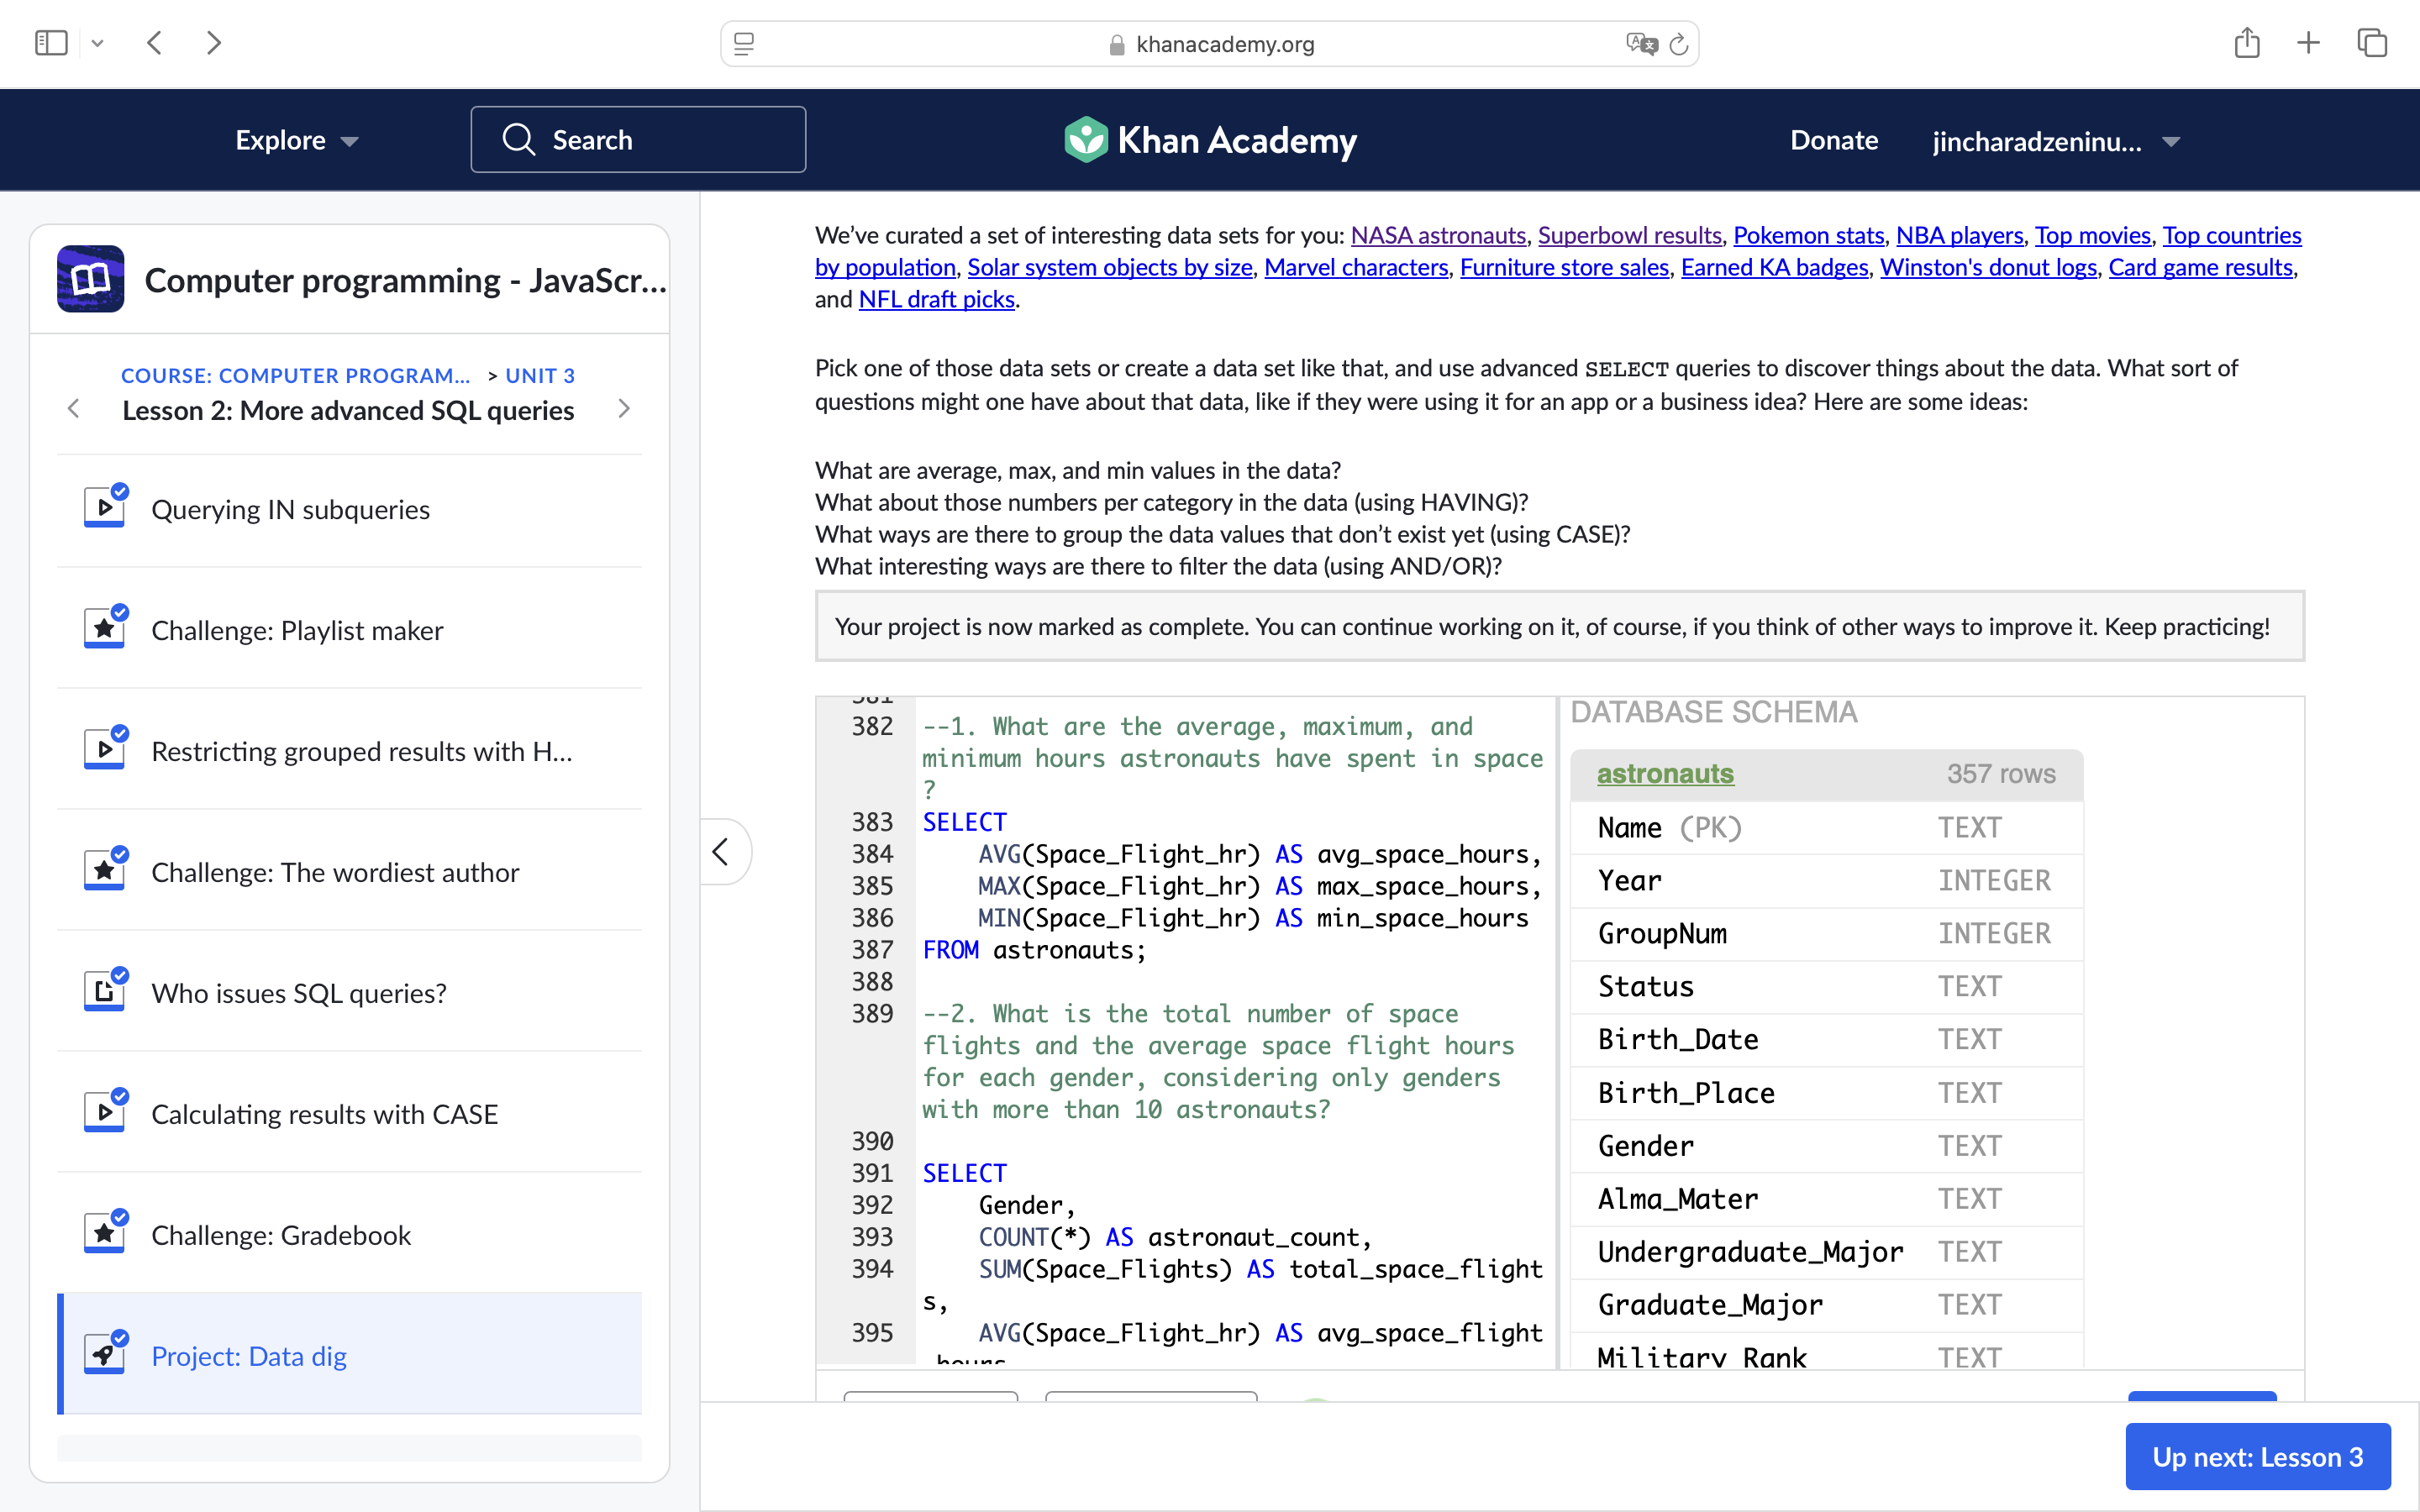 khanacademy.org
Explore
Search
Khan Academy
Donate
jincharadzeninu...
Computer programming - JavaScr...
COURSE: COMPUTER PROGRAM... > UNIT 3
Lesson 2: More advanced SQL queries
Querying IN subqueries
Challenge: Playlist maker
Restricting grouped results with H...
Challenge: The wordiest author
Who issues SQL queries?
Calculating results with CASE
Challenge: Gradebook
Project: Data dig
We've curated a set of interesting data sets for you: NASA astronauts, Superbowl results, Pokemon stats, NBA players, Top movies, Top countries
by population, Solar system objects by size, Marvel characters, Furniture store sales, Earned KA badges, Winston's donut logs, Card game results,
and NFL draft picks.
Pick one of those data sets or create a data set like that, and use advanced SELECT queries to discover things about the data. What sort of
questions might one have about that data, like if they were using it for an app or a business idea? Here are some ideas:
What are average, max, and min values in the data?
What about those numbers per category in the data (using HAVING)?
What ways are there to group the data values that don't exist yet (using CASE)?
What interesting ways are there to filter the data (using AND/OR)?
Your project is now marked as complete. You can continue working on it, of course, if you think of other ways to improve it. Keep practicing!
381
382 --1. What are the average, maximum, and
minimum hours astronauts have spent in space
?
383 SELECT
384 AVG(Space_Flight_hr) AS avg_space_hours,
385 MAX(Space_Flight_hr) AS max_space_hours,
386 MIN(Space_Flight_hr) AS min_space_hours
387 FROM astronauts;
388
389 --2. What is the total number of space
flights and the average space flight hours
for each gender, considering only genders
with more than 10 astronauts?
390
391 SELECT
392 Gender,
393 COUNT(*) AS astronaut_count,
394 SUM(Space_Flights) AS total_space_flight
s,
395 AVG(Space_Flight_hr) AS avg_space_flight
_hours
DATABASE SCHEMA
astronauts 357 rows
Name (PK) TEXT
Year INTEGER
GroupNum INTEGER
Status TEXT
Birth_Date TEXT
Birth_Place TEXT
Gender TEXT
Alma_Mater TEXT
Undergraduate_Major TEXT
Graduate_Major TEXT
Military_Rank TEXT
Up next: Lesson 3